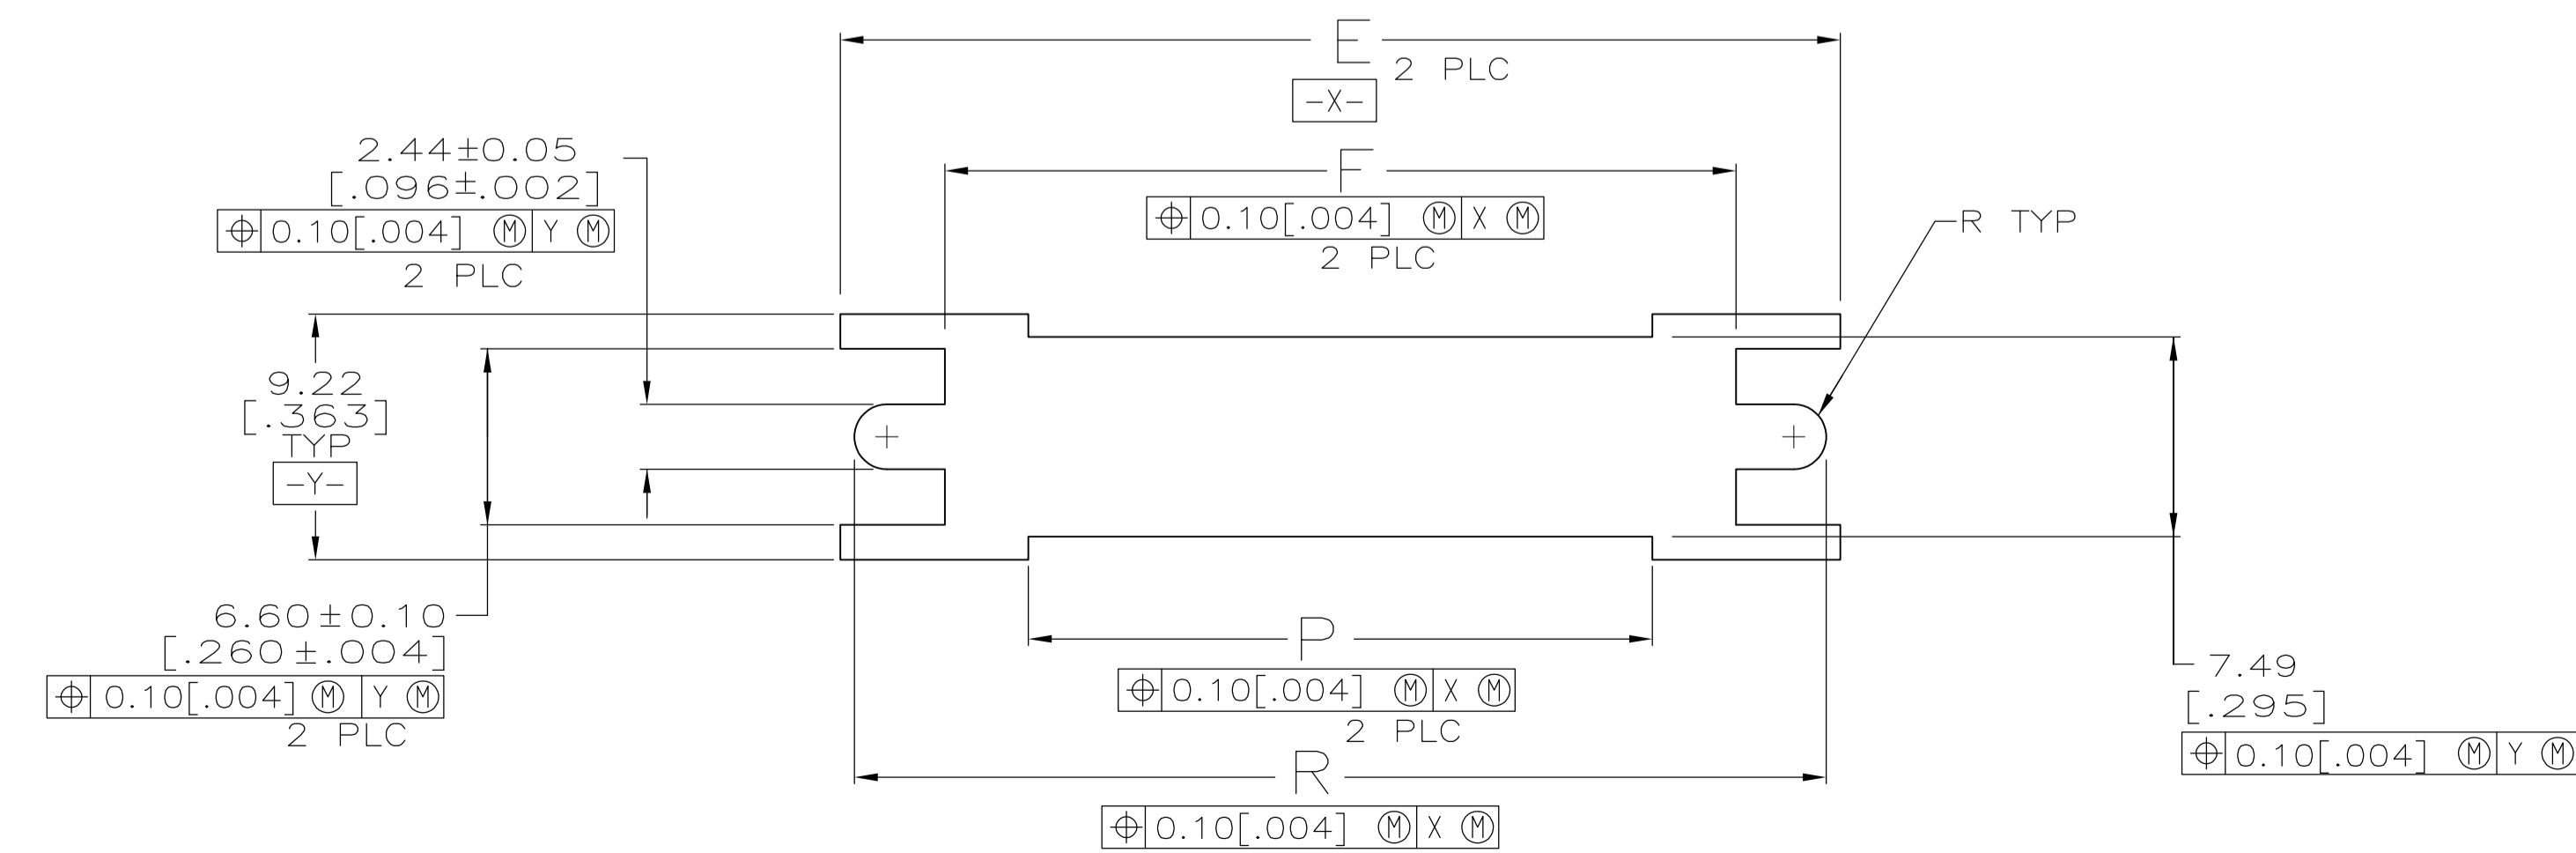 E
2 PLC
-X-
2.44±0.05
[.096±.002]
⌖ 0.10[.004] Ⓜ Y Ⓜ
2 PLC
F
⌖ 0.10[.004] Ⓜ X Ⓜ
2 PLC
R TYP
9.22
[.363]
TYP
-Y-
6.60±0.10
[.260±.004]
⌖ 0.10[.004] Ⓜ Y Ⓜ
2 PLC
P
⌖ 0.10[.004] Ⓜ X Ⓜ
2 PLC
R
⌖ 0.10[.004] Ⓜ X Ⓜ
7.49
[.295]
⌖ 0.10[.004] Ⓜ Y Ⓜ